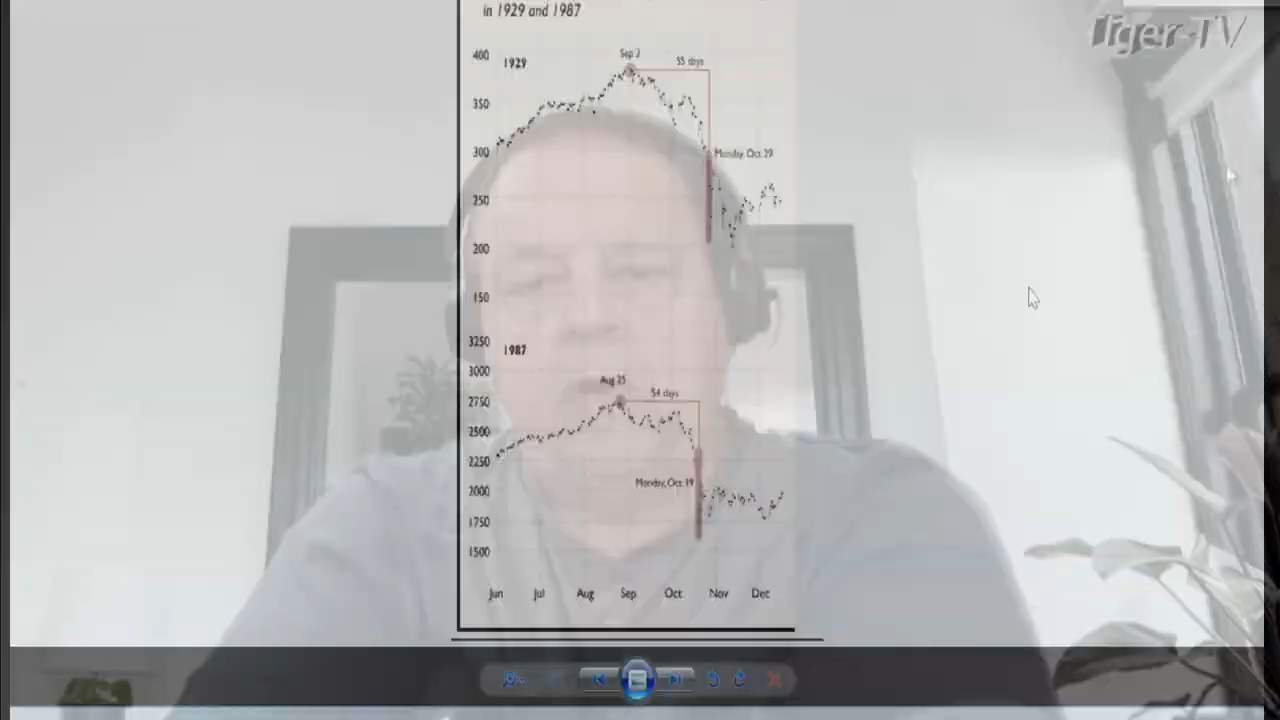 Tiger-TV
in 1929 and 1987
400
1929
Sep 3
55 days
350
300
Monday, Oct 29
250
200
150
3250
1987
3000
Aug 25
54 days
2750
2500
2250
Monday, Oct 19
2000
1750
1500
Jun Jul Aug Sep Oct Nov Dec